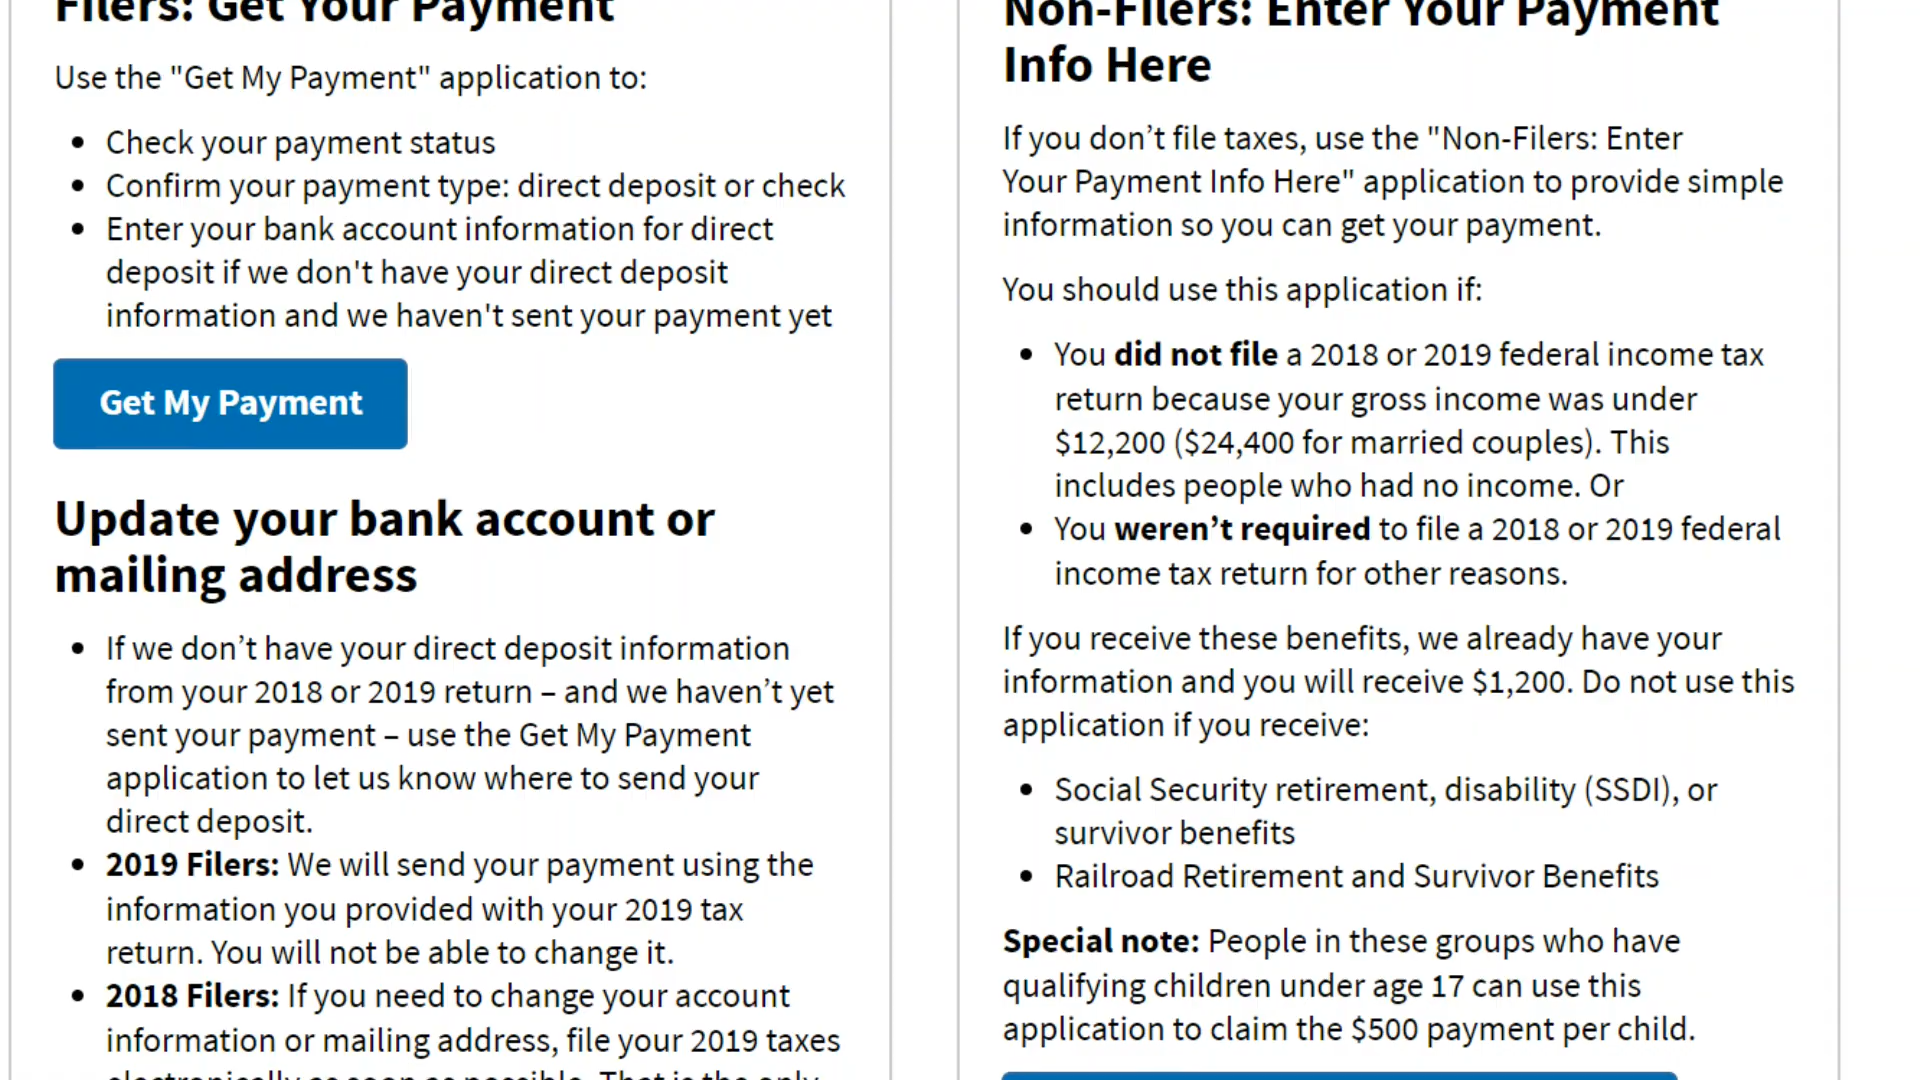 Filers: Get Your Payment
Use the "Get My Payment" application to:
• Check your payment status
• Confirm your payment type: direct deposit or check
• Enter your bank account information for direct
deposit if we don't have your direct deposit
information and we haven't sent your payment yet
Get My Payment
Update your bank account or
mailing address
• If we don’t have your direct deposit information
from your 2018 or 2019 return – and we haven’t yet
sent your payment – use the Get My Payment
application to let us know where to send your
direct deposit.
• 2019 Filers: We will send your payment using the
information you provided with your 2019 tax
return. You will not be able to change it.
• 2018 Filers: If you need to change your account
information or mailing address, file your 2019 taxes
electronically as soon as possible. That is the only
Non-Filers: Enter Your Payment
Info Here
If you don’t file taxes, use the "Non-Filers: Enter
Your Payment Info Here" application to provide simple
information so you can get your payment.
You should use this application if:
• You did not file a 2018 or 2019 federal income tax
return because your gross income was under
$12,200 ($24,400 for married couples). This
includes people who had no income. Or
• You weren’t required to file a 2018 or 2019 federal
income tax return for other reasons.
If you receive these benefits, we already have your
information and you will receive $1,200. Do not use this
application if you receive:
• Social Security retirement, disability (SSDI), or
survivor benefits
• Railroad Retirement and Survivor Benefits
Special note: People in these groups who have
qualifying children under age 17 can use this
application to claim the $500 payment per child.